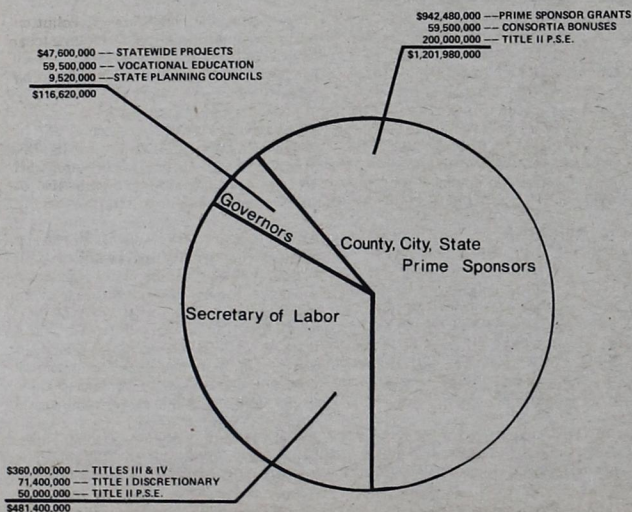 $942,480,000 -- PRIME SPONSOR GRANTS
59,500,000 -- CONSORTIA BONUSES
200,000,000 -- TITLE II P.S.E.
$1,201,980,000
$47,600,000 -- STATEWIDE PROJECTS
59,500,000 -- VOCATIONAL EDUCATION
9,520,000 -- STATE PLANNING COUNCILS
$116,620,000
Governors
County, City, State
Prime Sponsors
Secretary of Labor
$360,000,000 -- TITLES III & IV
71,400,000 -- TITLE I DISCRETIONARY
50,000,000 -- TITLE II P.S.E.
$481,400,000